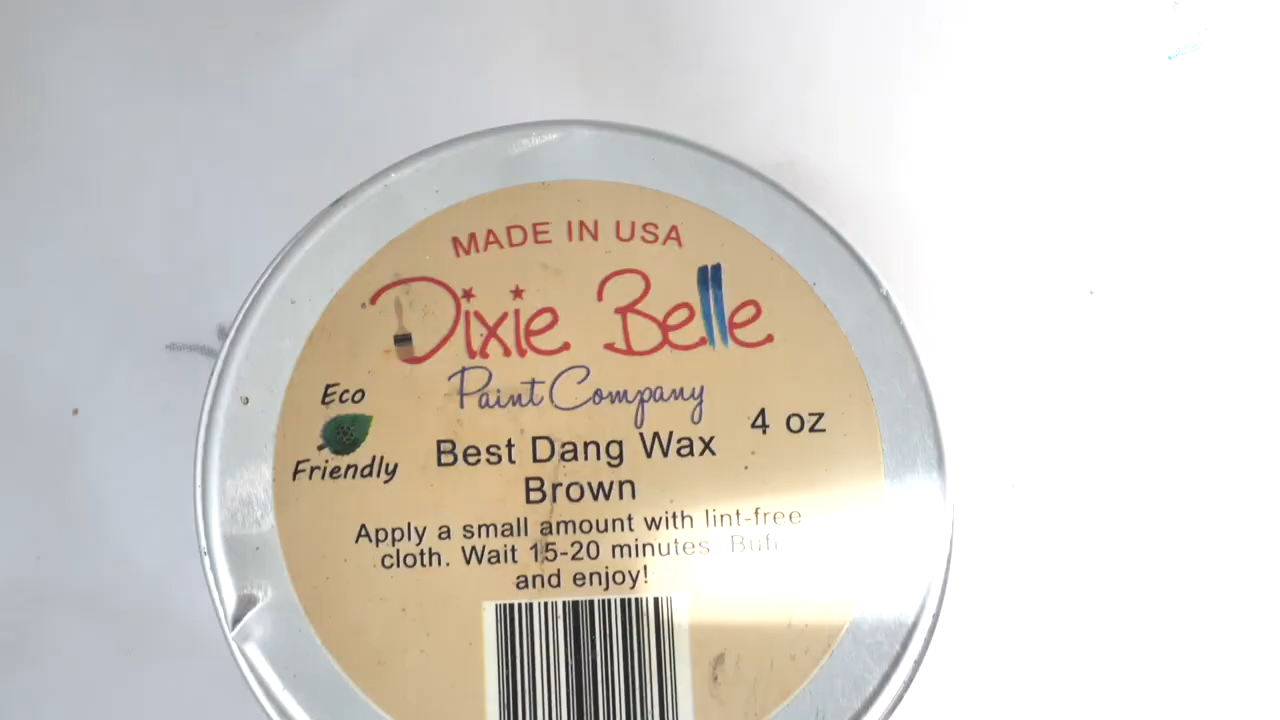 MADE IN USA
Dixie Belle
Paint Company
4 oz
Eco
Friendly
Best Dang Wax
Brown
Apply a small amount with lint-free
cloth. Wait 15-20 minutes. Buff
and enjoy!